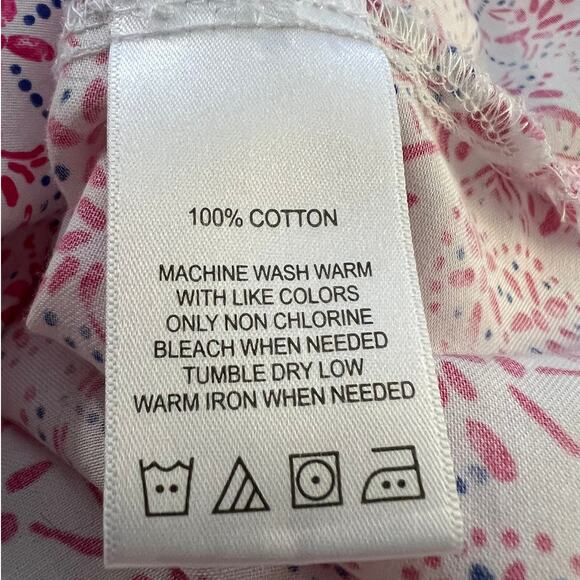 100% COTTON
MACHINE WASH WARM
WITH LIKE COLORS
ONLY NON CHLORINE
BLEACH WHEN NEEDED
TUMBLE DRY LOW
WARM IRON WHEN NEEDED